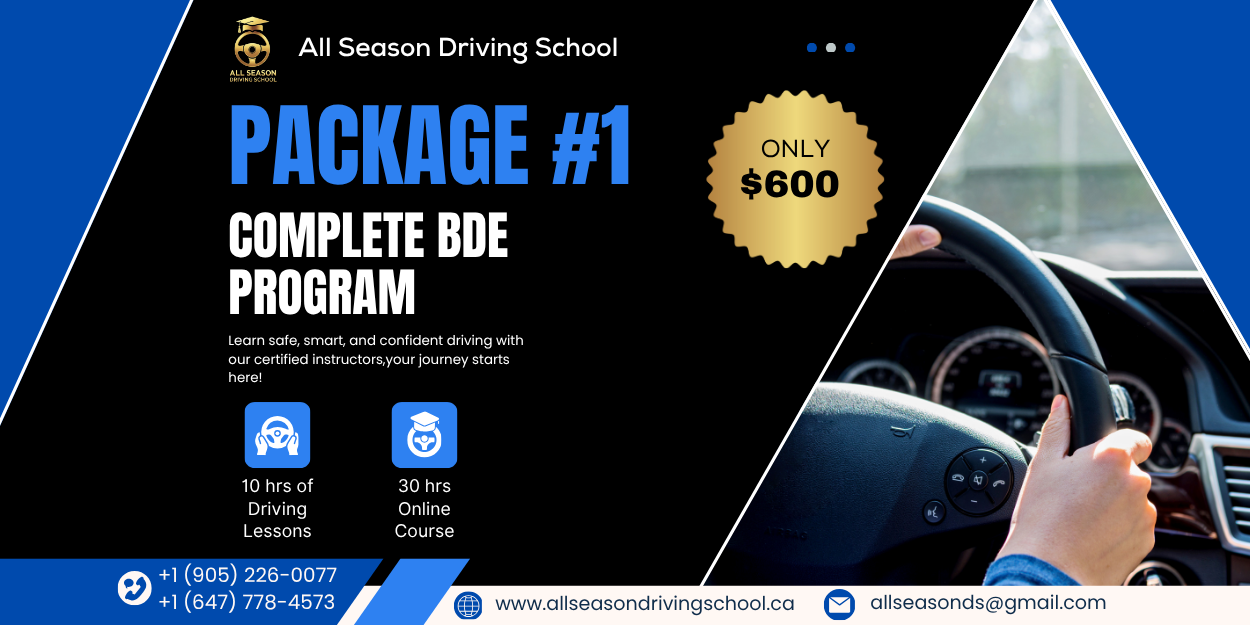 ALL SEASON
DRIVING SCHOOL
All Season Driving School
PACKAGE #1
ONLY
$600
COMPLETE BDE
PROGRAM
Learn safe, smart, and confident driving with
our certified instructors,your journey starts
here!
10 hrs of
Driving
Lessons
30 hrs
Online
Course
+1 (905) 226-0077
+1 (647) 778-4573
www.allseasondrivingschool.ca
allseasonds@gmail.com